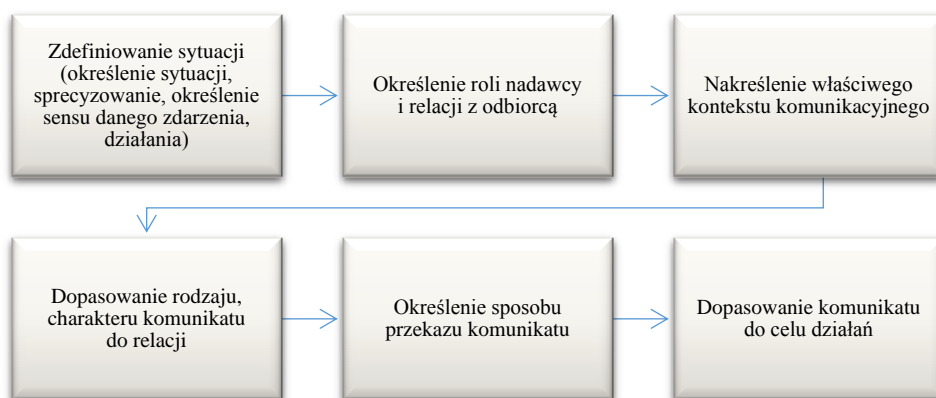 Zdefiniowanie sytuacji
(określenie sytuacji,
sprecyzowanie, określenie
sensu danego zdarzenia,
działania)
Określenie roli nadawcy
i relacji z odbiorcą
Nakreślenie właściwego
kontekstu komunikacyjnego
Dopasowanie rodzaju,
charakteru komunikatu
do relacji
Określenie sposobu
przekazu komunikatu
Dopasowanie komunikatu
do celu działań